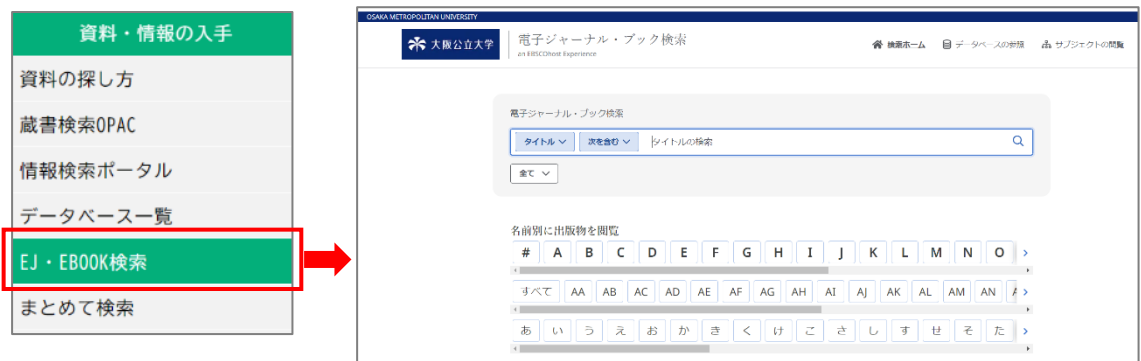 資料・情報の入手
資料の探し方
蔵書検索OPAC
情報検索ポータル
データベース一覧
EJ・EBOOK検索
まとめて検索
OSAKA METROPOLITAN UNIVERSITY
大阪公立大学
電子ジャーナル・ブック検索
an EBSCOhost Experience
検索ホーム データベースの参照 サブジェクトの閲覧
電子ジャーナル・ブック検索
タイトル 次を含む タイトルの検索
全て
名前別に出版物を閲覧
# A B C D E F G H I J K L M N O
すべて AA AB AC AD AE AF AG AH AI AJ AK AL AM AN
あ い う え お か き く け こ さ し す せ そ た